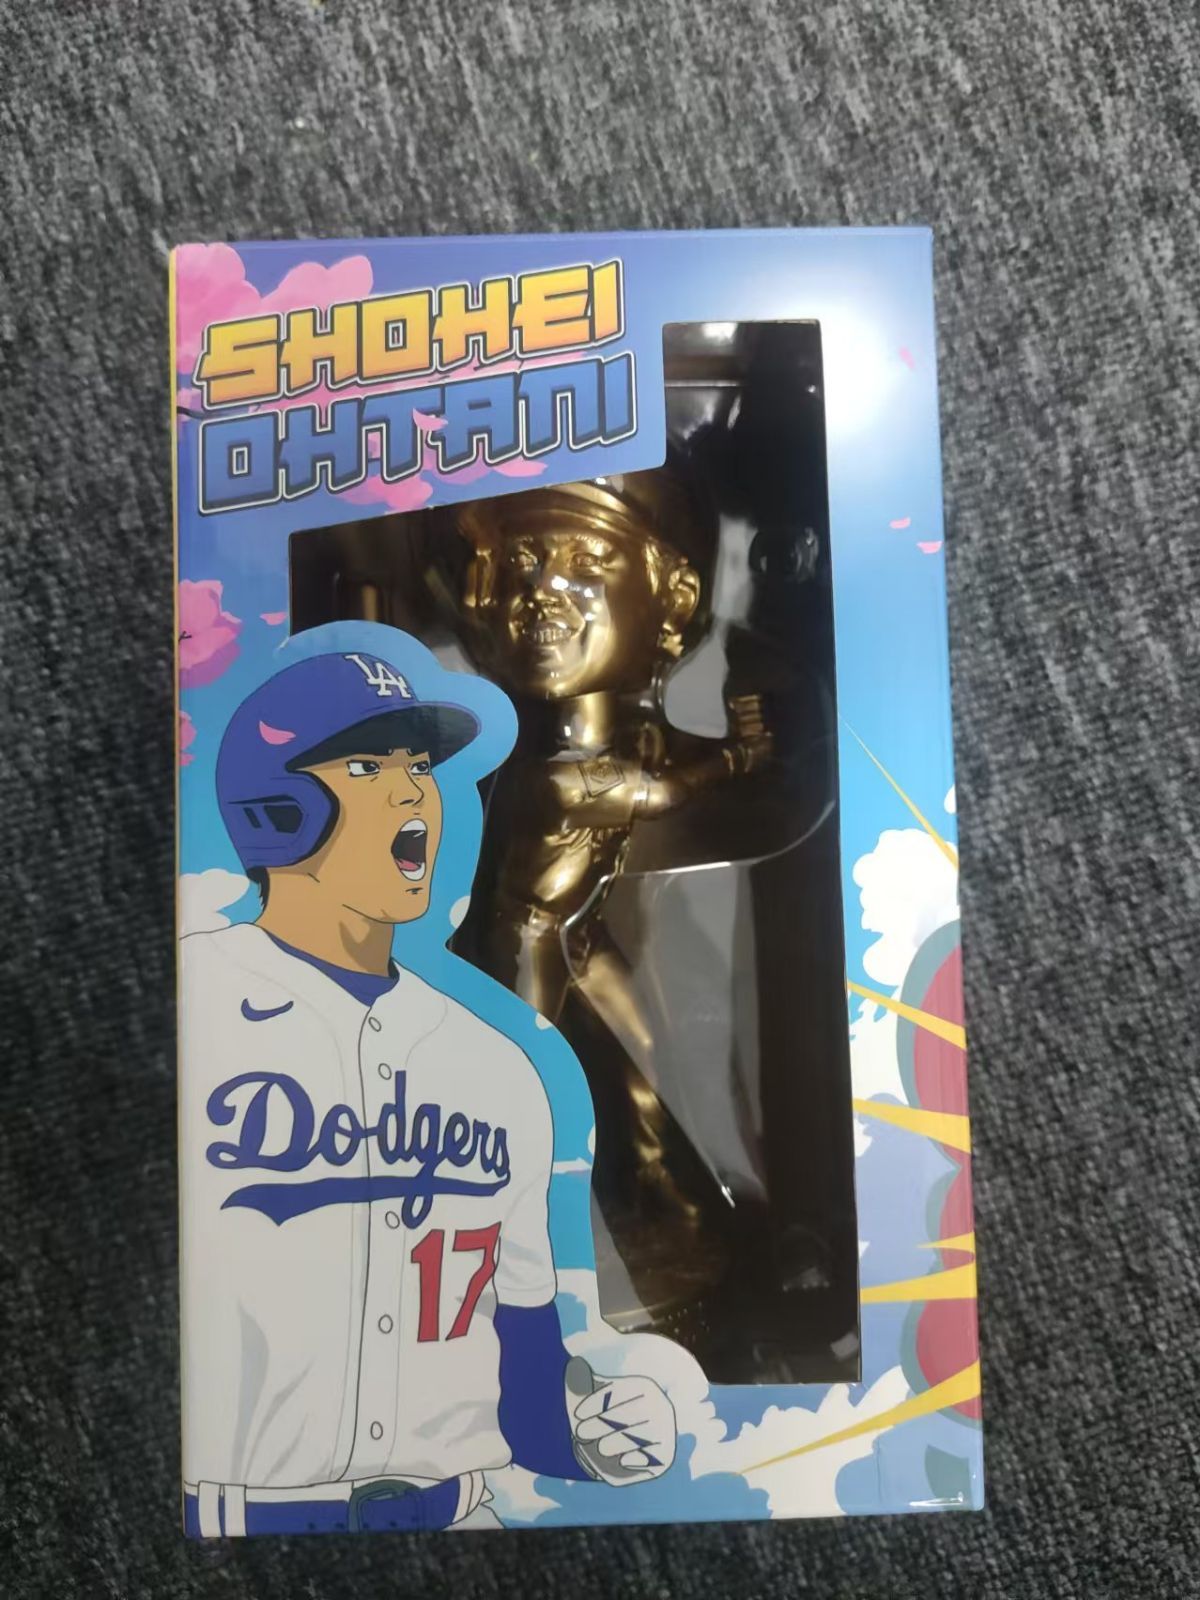 SHOHEI
OHTANI
LA
Dodgers
17